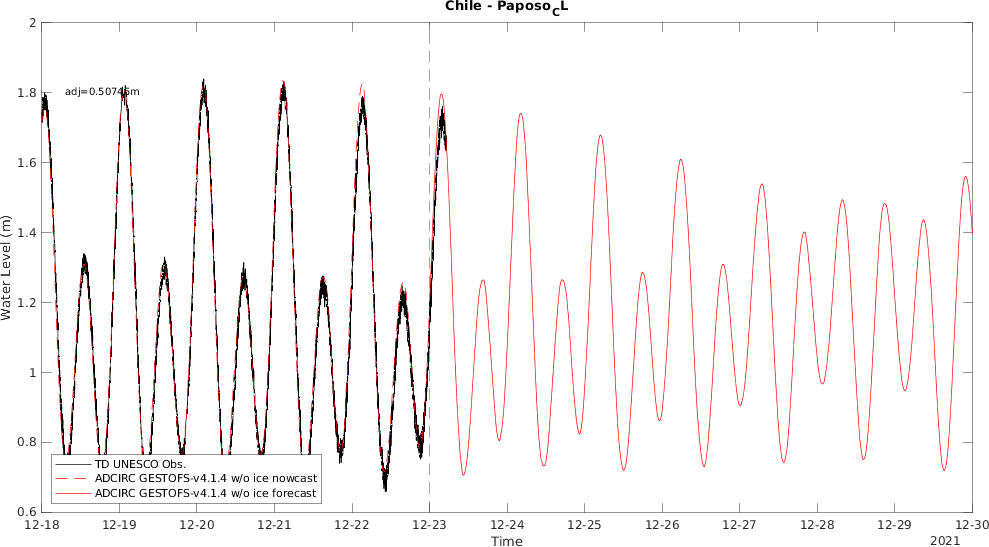 Chile - PaposoCL
Water Level (m)
2
1.8
1.6
1.4
1.2
1
0.8
0.6
adj=0.50746m
TD UNESCO Obs.
ADCIRC GESTOFS-v4.1.4 w/o ice nowcast
ADCIRC GESTOFS-v4.1.4 w/o ice forecast
12-18 12-19 12-20 12-21 12-22 12-23 12-24 12-25 12-26 12-27 12-28 12-29 12-30
Time
2021